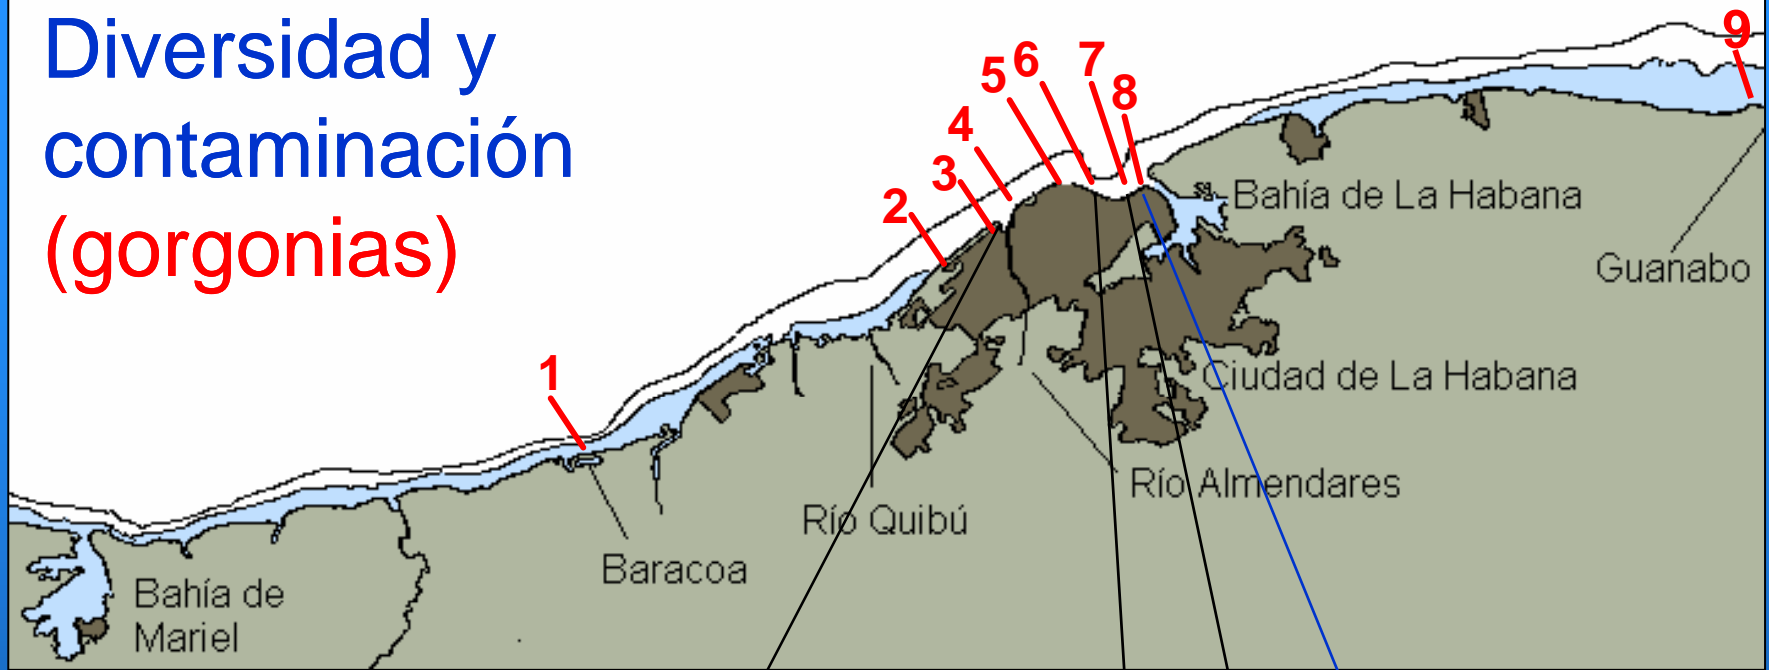 Diversidad y
contaminación
(gorgonias)
1
2
3
4
5
6
7
8
9
Bahía de La Habana
Guanabo
Ciudad de La Habana
Río Almendares
Río Quibú
Baracoa
Bahía de
Mariel